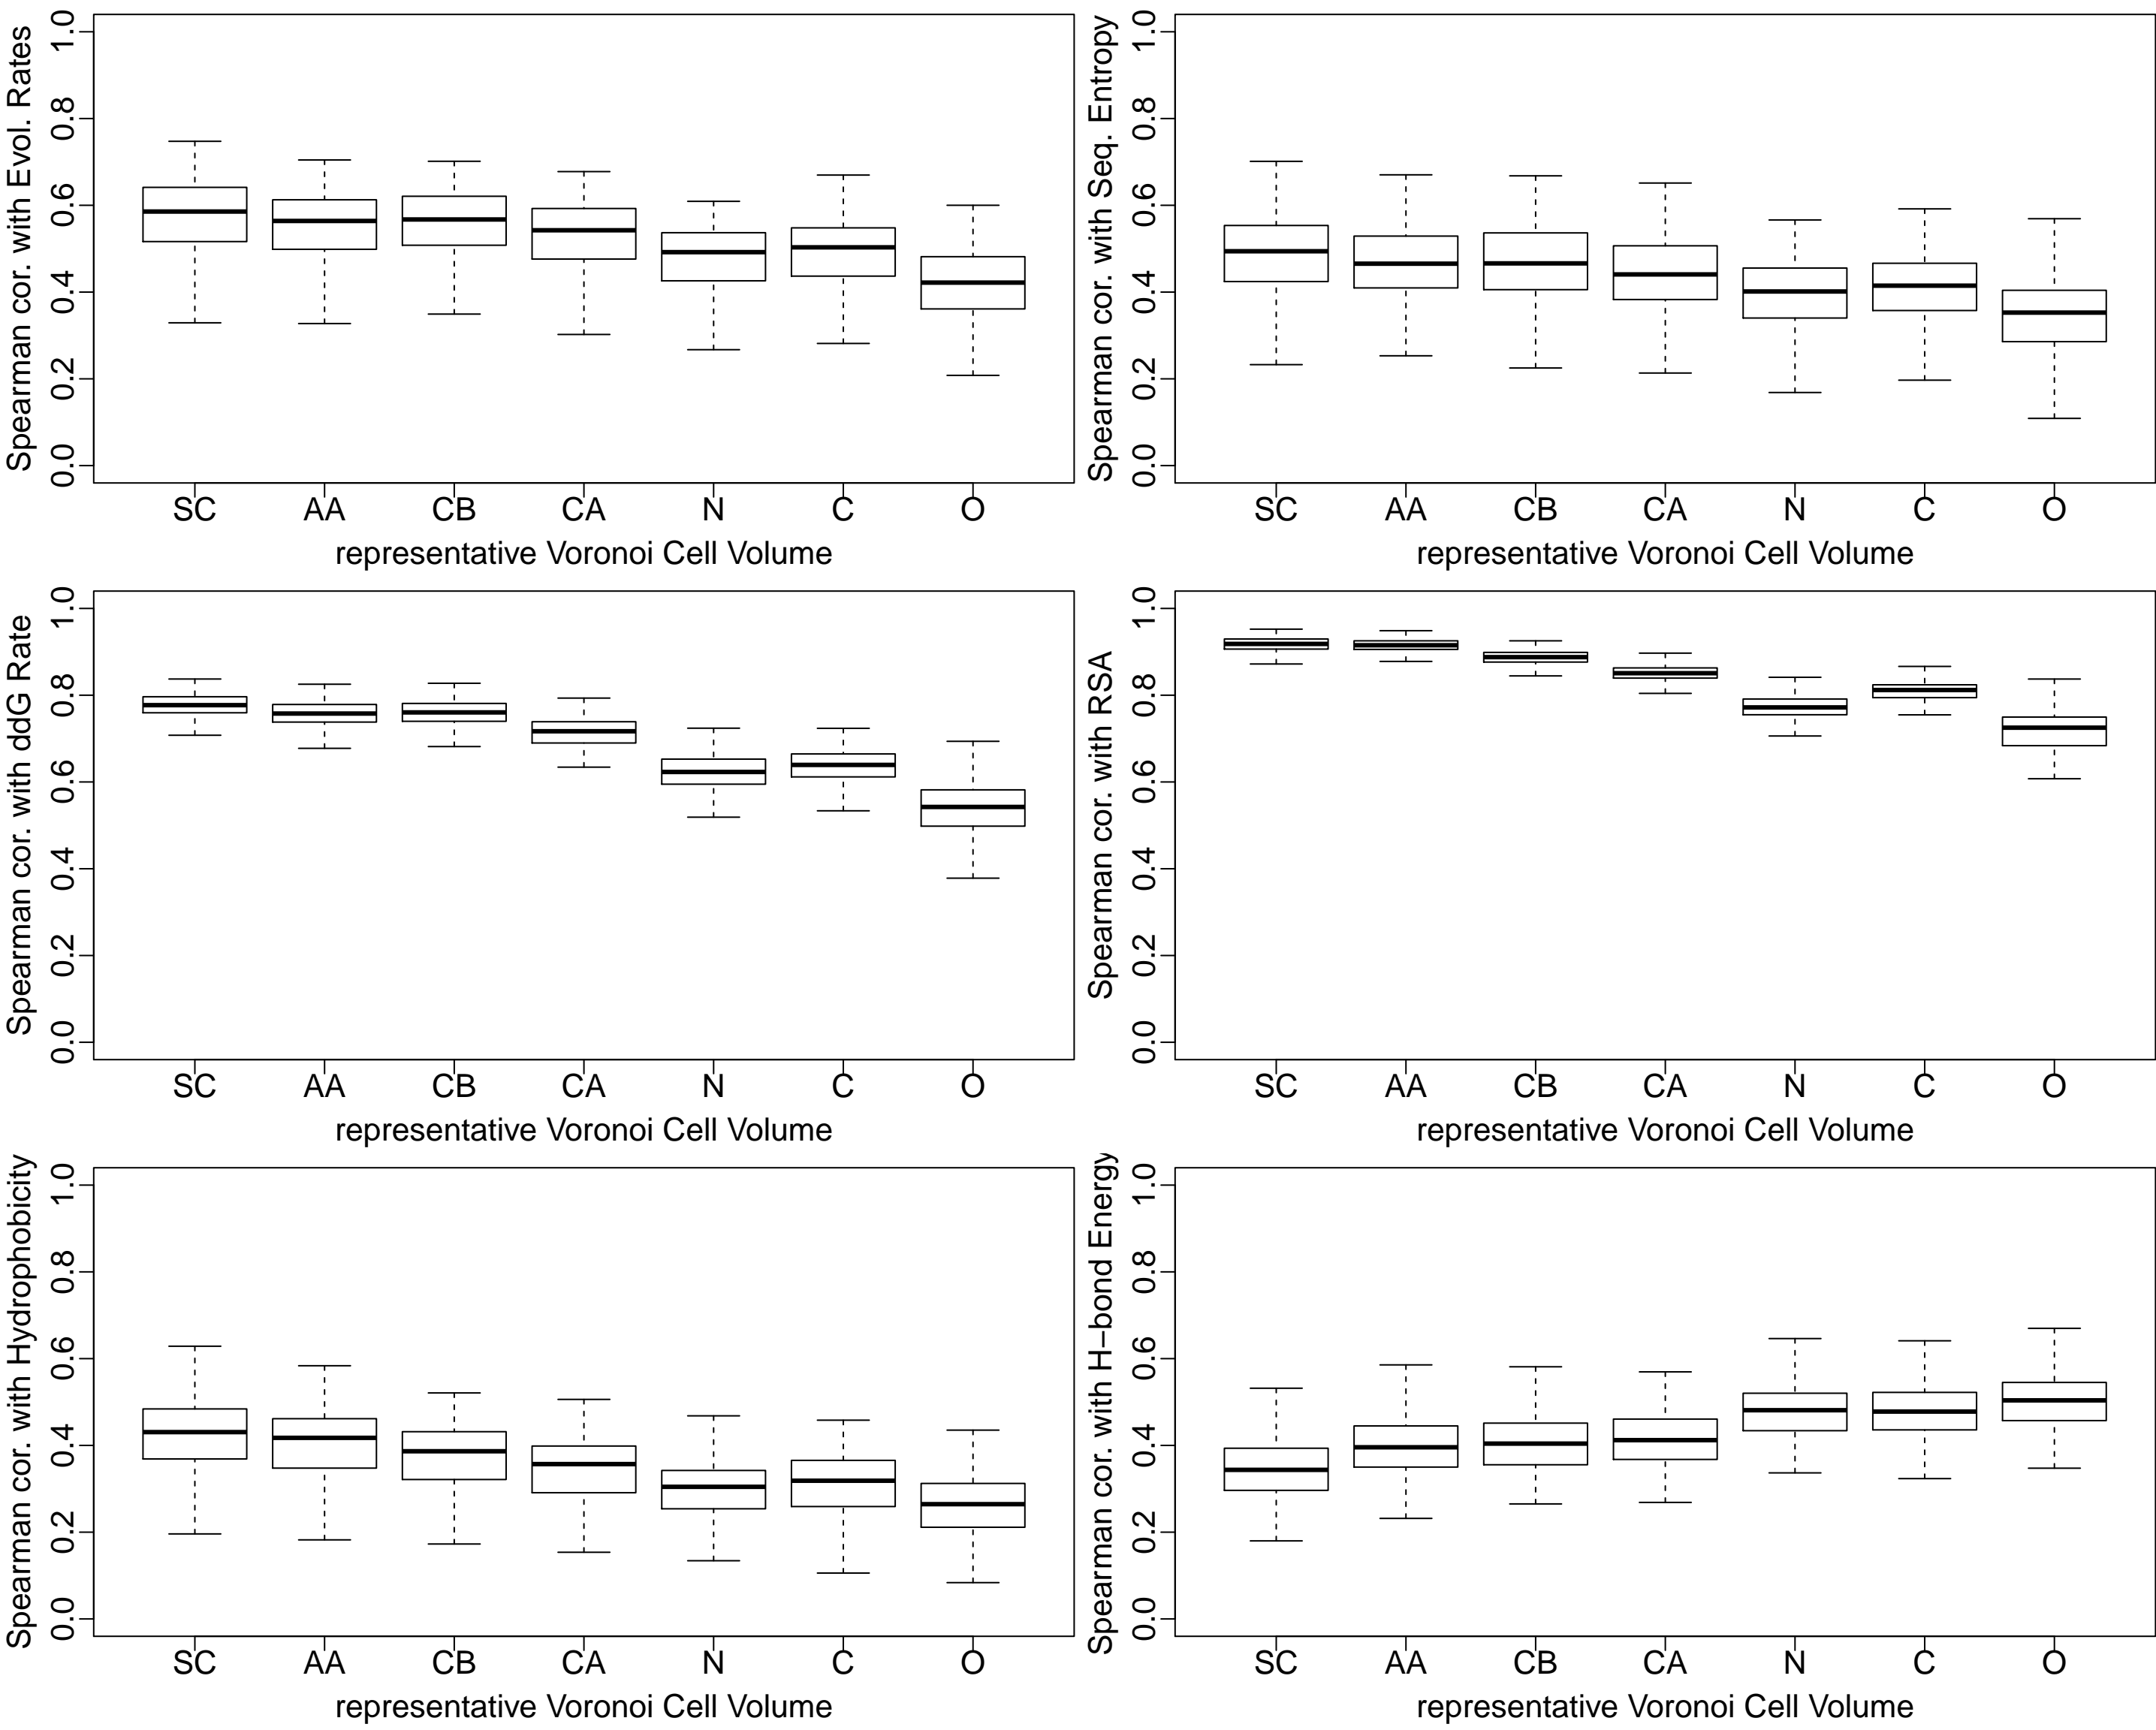 Spearman cor. with Evol. Rates
1.0
0.8
0.6
0.4
0.2
0.0
SC AA CB CA N C O
representative Voronoi Cell Volume
Spearman cor. with Seq. Entropy
1.0
0.8
0.6
0.4
0.2
0.0
SC AA CB CA N C O
representative Voronoi Cell Volume
Spearman cor. with ddG Rate
1.0
0.8
0.6
0.4
0.2
0.0
SC AA CB CA N C O
representative Voronoi Cell Volume
Spearman cor. with RSA
1.0
0.8
0.6
0.4
0.2
0.0
SC AA CB CA N C O
representative Voronoi Cell Volume
Spearman cor. with Hydrophobicity
1.0
0.8
0.6
0.4
0.2
0.0
SC AA CB CA N C O
representative Voronoi Cell Volume
Spearman cor. with H−bond Energy
1.0
0.8
0.6
0.4
0.2
0.0
SC AA CB CA N C O
representative Voronoi Cell Volume